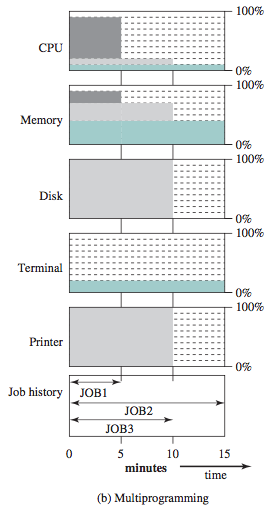 100%
CPU
0%
100%
Memory
0%
100%
Disk
0%
100%
Terminal
0%
100%
Printer
0%
Job history
JOB1
JOB2
JOB3
0 5 10 15
minutes
time
(b) Multiprogramming